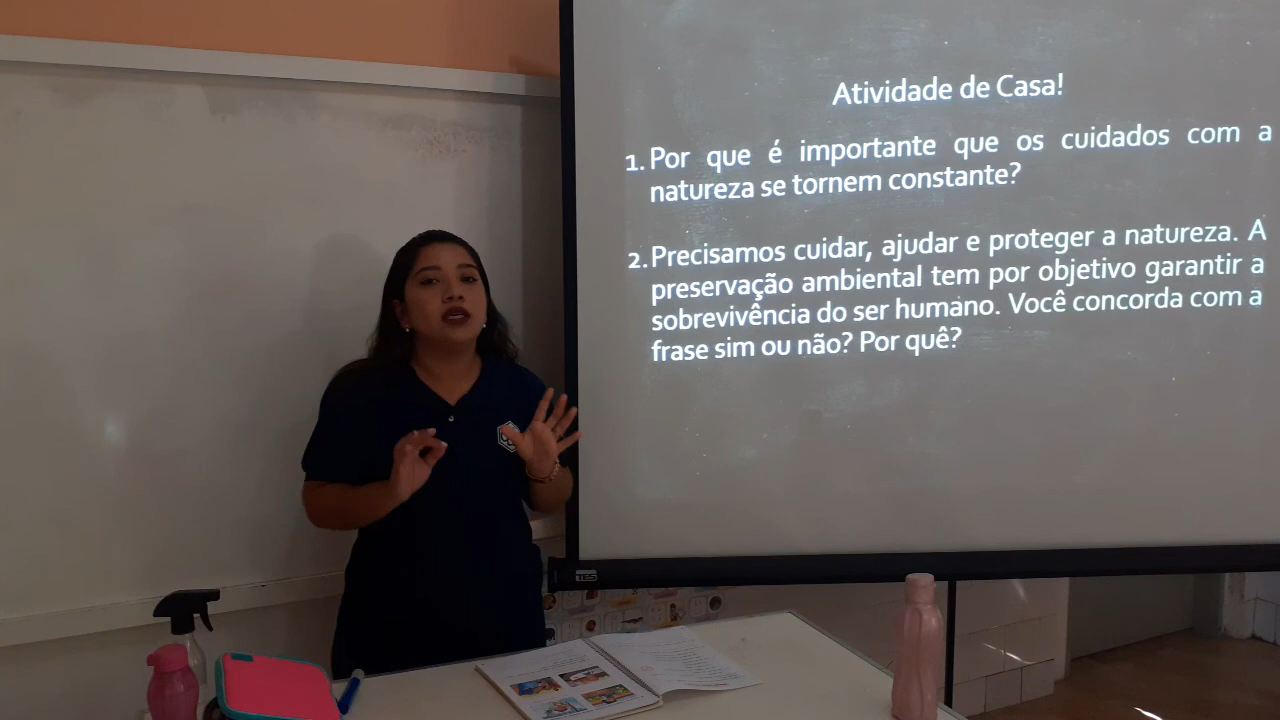 Atividade de Casa!
1. Por que é importante que os cuidados com a
natureza se tornem constante?
2. Precisamos cuidar, ajudar e proteger a natureza. A
preservação ambiental tem por objetivo garantir a
sobrevivência do ser humano. Você concorda com a
frase sim ou não? Por quê?
TES